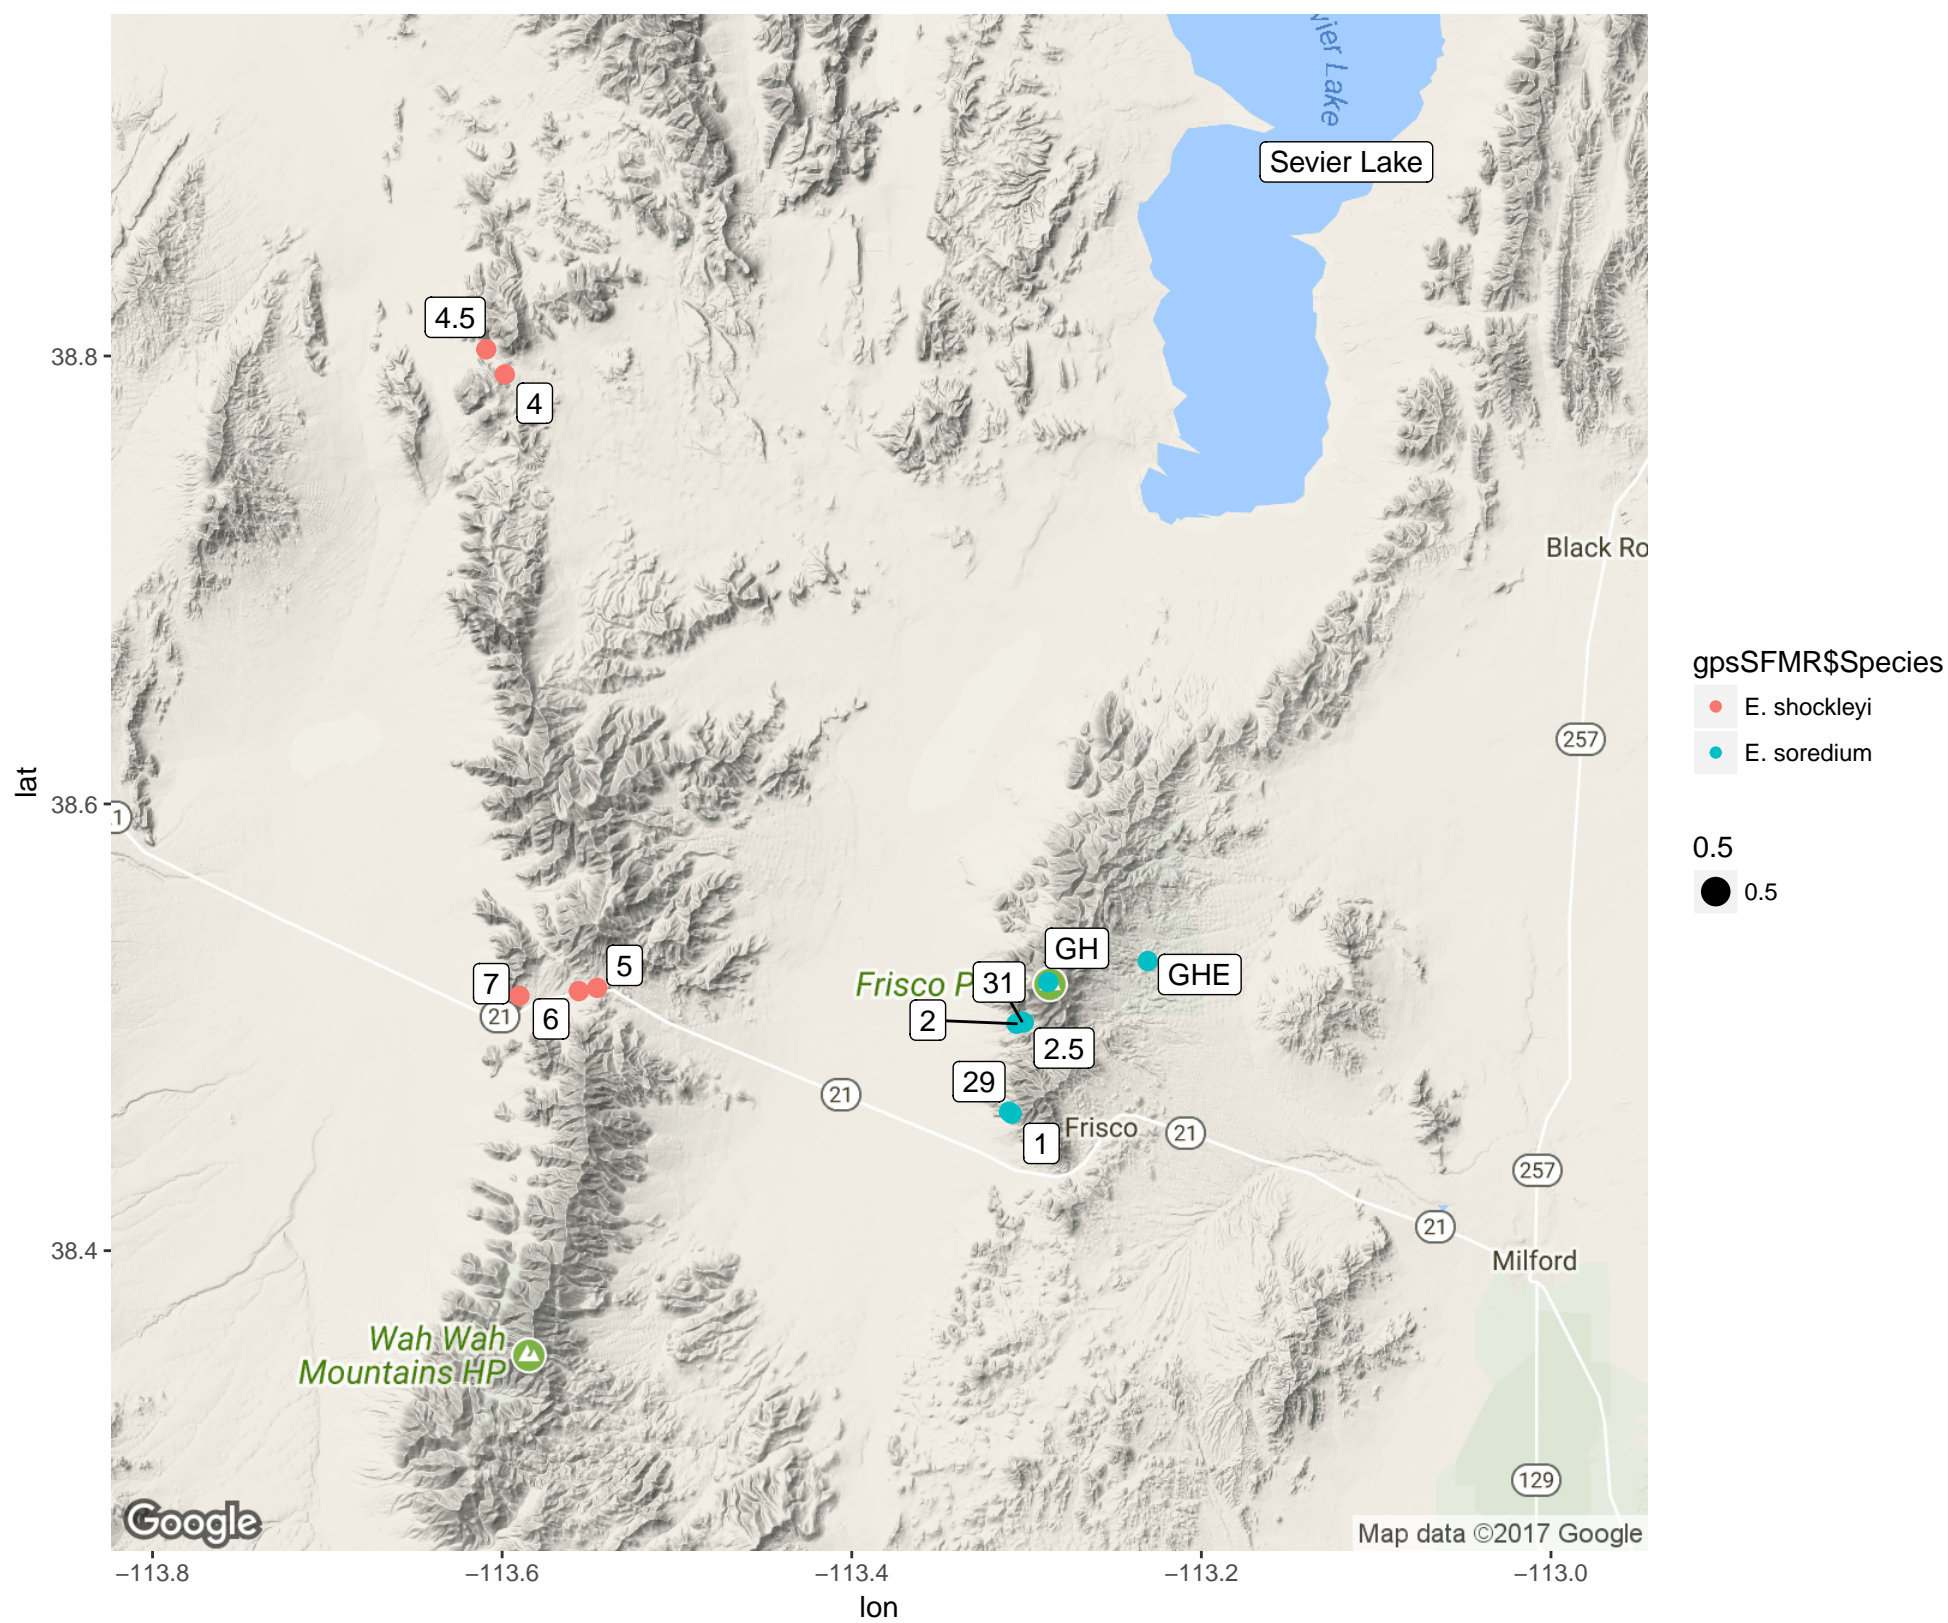 vier Lake
Sevier Lake
4.5
38.8
4
Black Ro
gpsSFMR$Species
E. shockleyi
E. soredium
257
lat
38.6
1
0.5
0.5
GH
5
7
31
GHE
Frisco P
21
6
2
2.5
29
21
Frisco
21
1
257
21
38.4
Milford
Wah Wah
Mountains HP
129
Google
Map data ©2017 Google
−113.8
−113.6
−113.4
−113.2
−113.0
lon